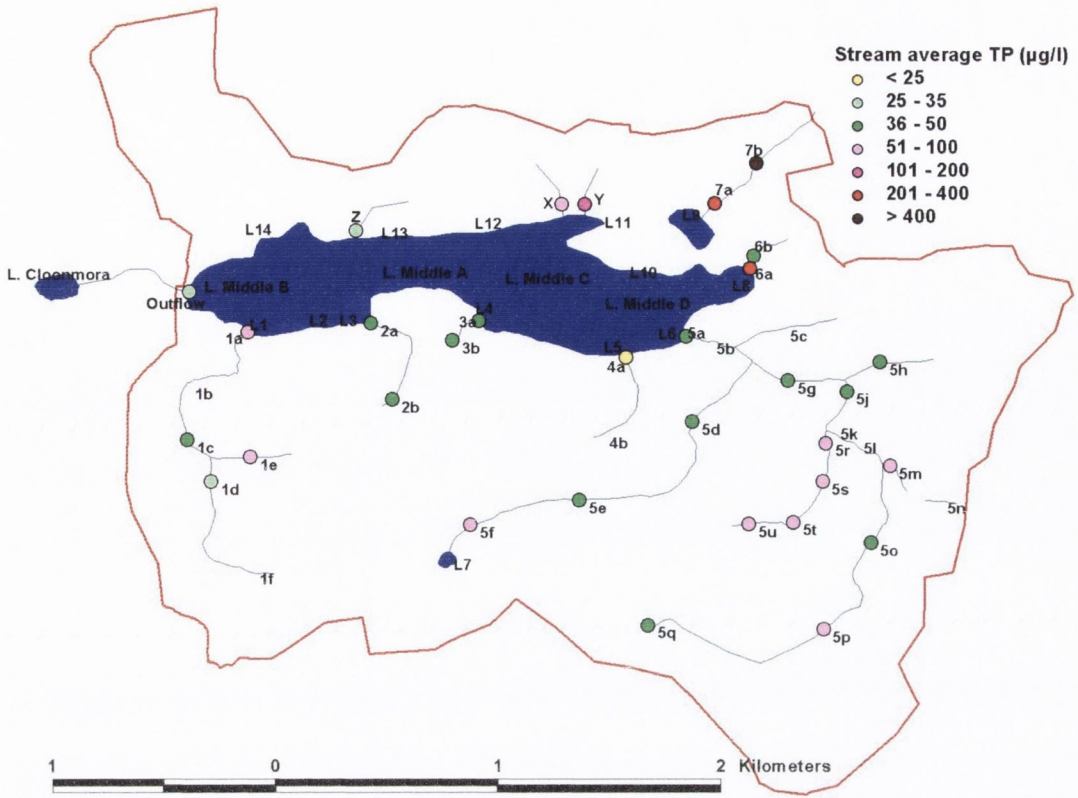 Stream average TP (µg/l)
< 25
25 - 35
36 - 50
51 - 100
101 - 200
201 - 400
> 400
7b
7a
X
Y
L9
Z
L14
L13
L12
L11
6b
L. Cloonmora
L. Middle A
L. Middle C
L10
6a
L8
L. Middle B
Outflow
L. Middle D
L1
L2
L3
L4
1a
2a
3a
L6
5a
5c
3b
L5
4a
5b
5h
1b
5g
5j
2b
5d
4b
5k
1c
5r
5l
1e
5m
1d
5s
5e
5n
5f
5u
5t
5o
L7
1f
5q
5p
1
0
1
2 Kilometers